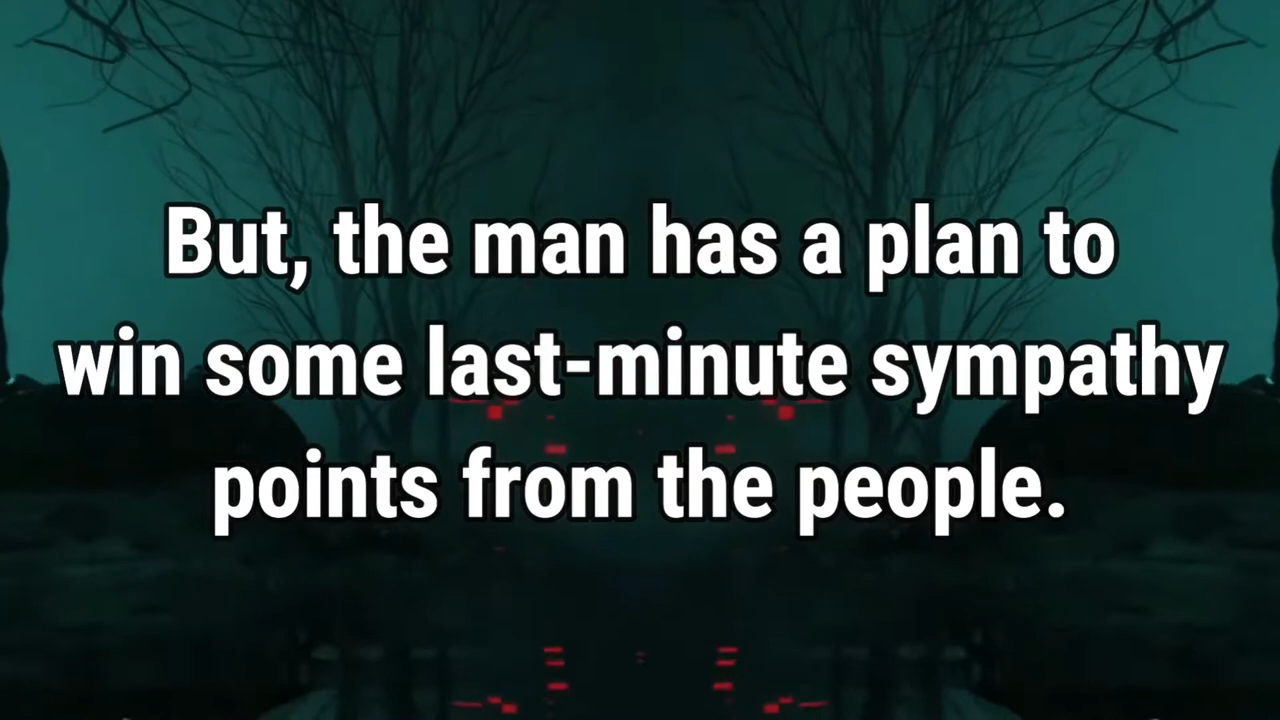 But, the man has a plan to
win some last-minute sympathy
points from the people.